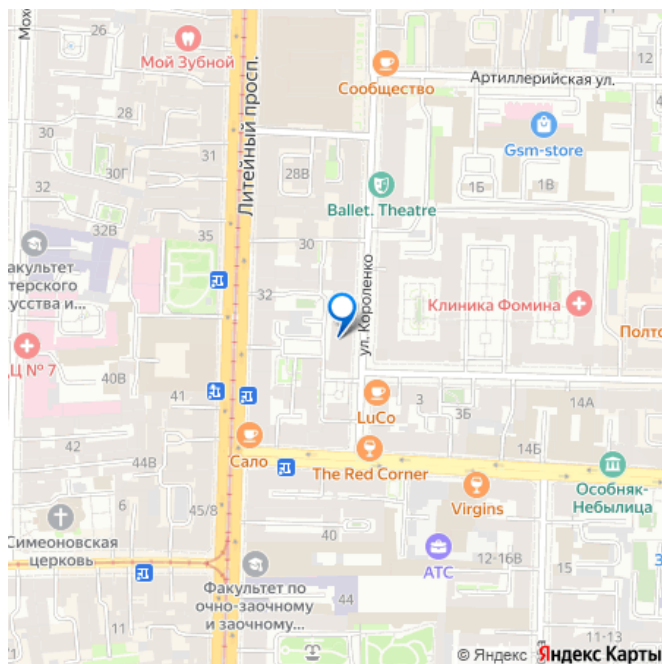 Мой Зубной
Литейный просп.
Сообщество
Артиллерийская ул.
12
28
26
30
31
Gsm-store
28В
1Б
1В
30Г
32
Ballet. Theatre
32В
35
30
акультет
терского
кусства и...
32
ул. Короленко
Клиника Фомина
Полто
Ц № 7
40В
41
LuCo
3
3Б
14А
42
44В
Сало
The Red Corner
14Б
Virgins
Особняк-
Небылица
6
45/8
Симеоновская
церковь
40
АТС
12-16В
Факультет по
очно-заочному
и заочному...
44
11
11-13
© Яндекс Яндекс Карты